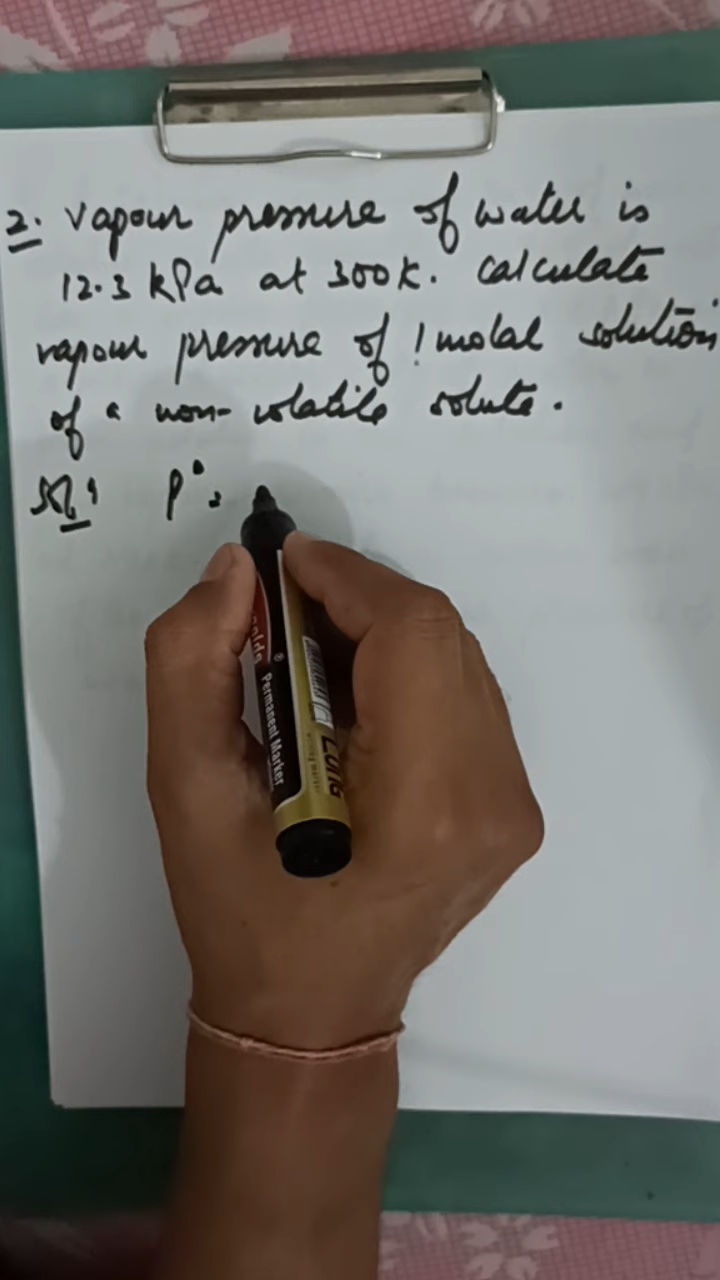 2. vapour pressure of water is
12.3 kPa at 300K. calculate
vapour pressure of 1 molal solution
of a non-volatile solute.
Sol: P° =
Permanent Marker